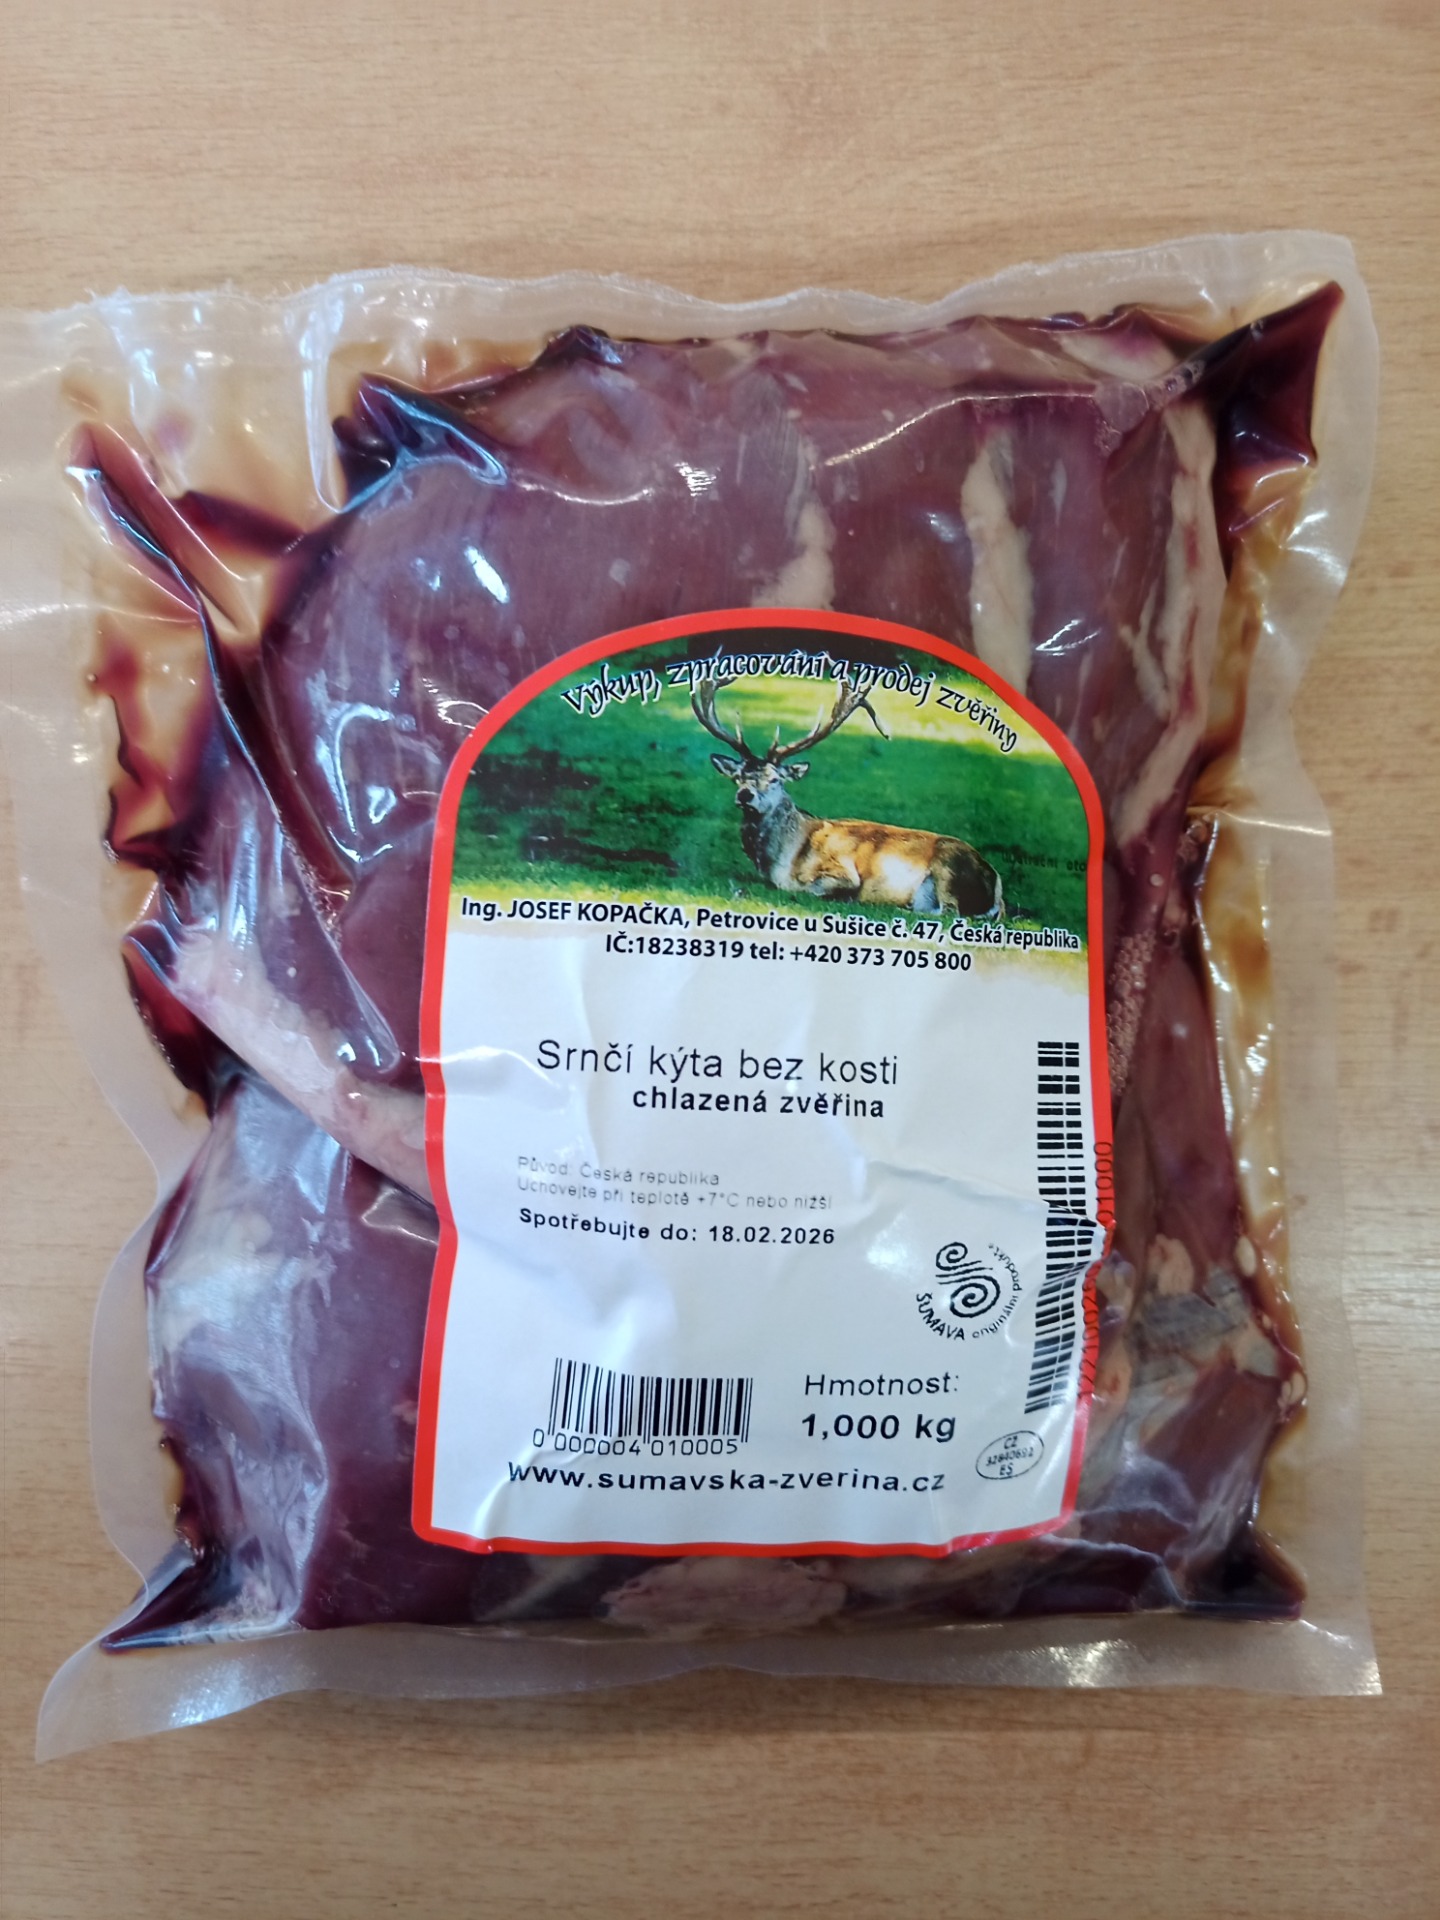 Výkup, zpracování a prodej zvěřiny
Ing. JOSEF KOPAČKA, Petrovice u Sušice č. 47, Česká republika
IČ:18238319 tel: +420 373 705 800
Srnčí kýta bez kosti
chlazená zvěřina
Původ: Česká republika
Uchovejte při teplotě +7°C nebo nižší
Spotřebujte do: 18.02.2026
ŠUMAVA originální produkt
Hmotnost:
1,000 kg
0 000004 010005
www.sumavska-zverina.cz
CZ
ES